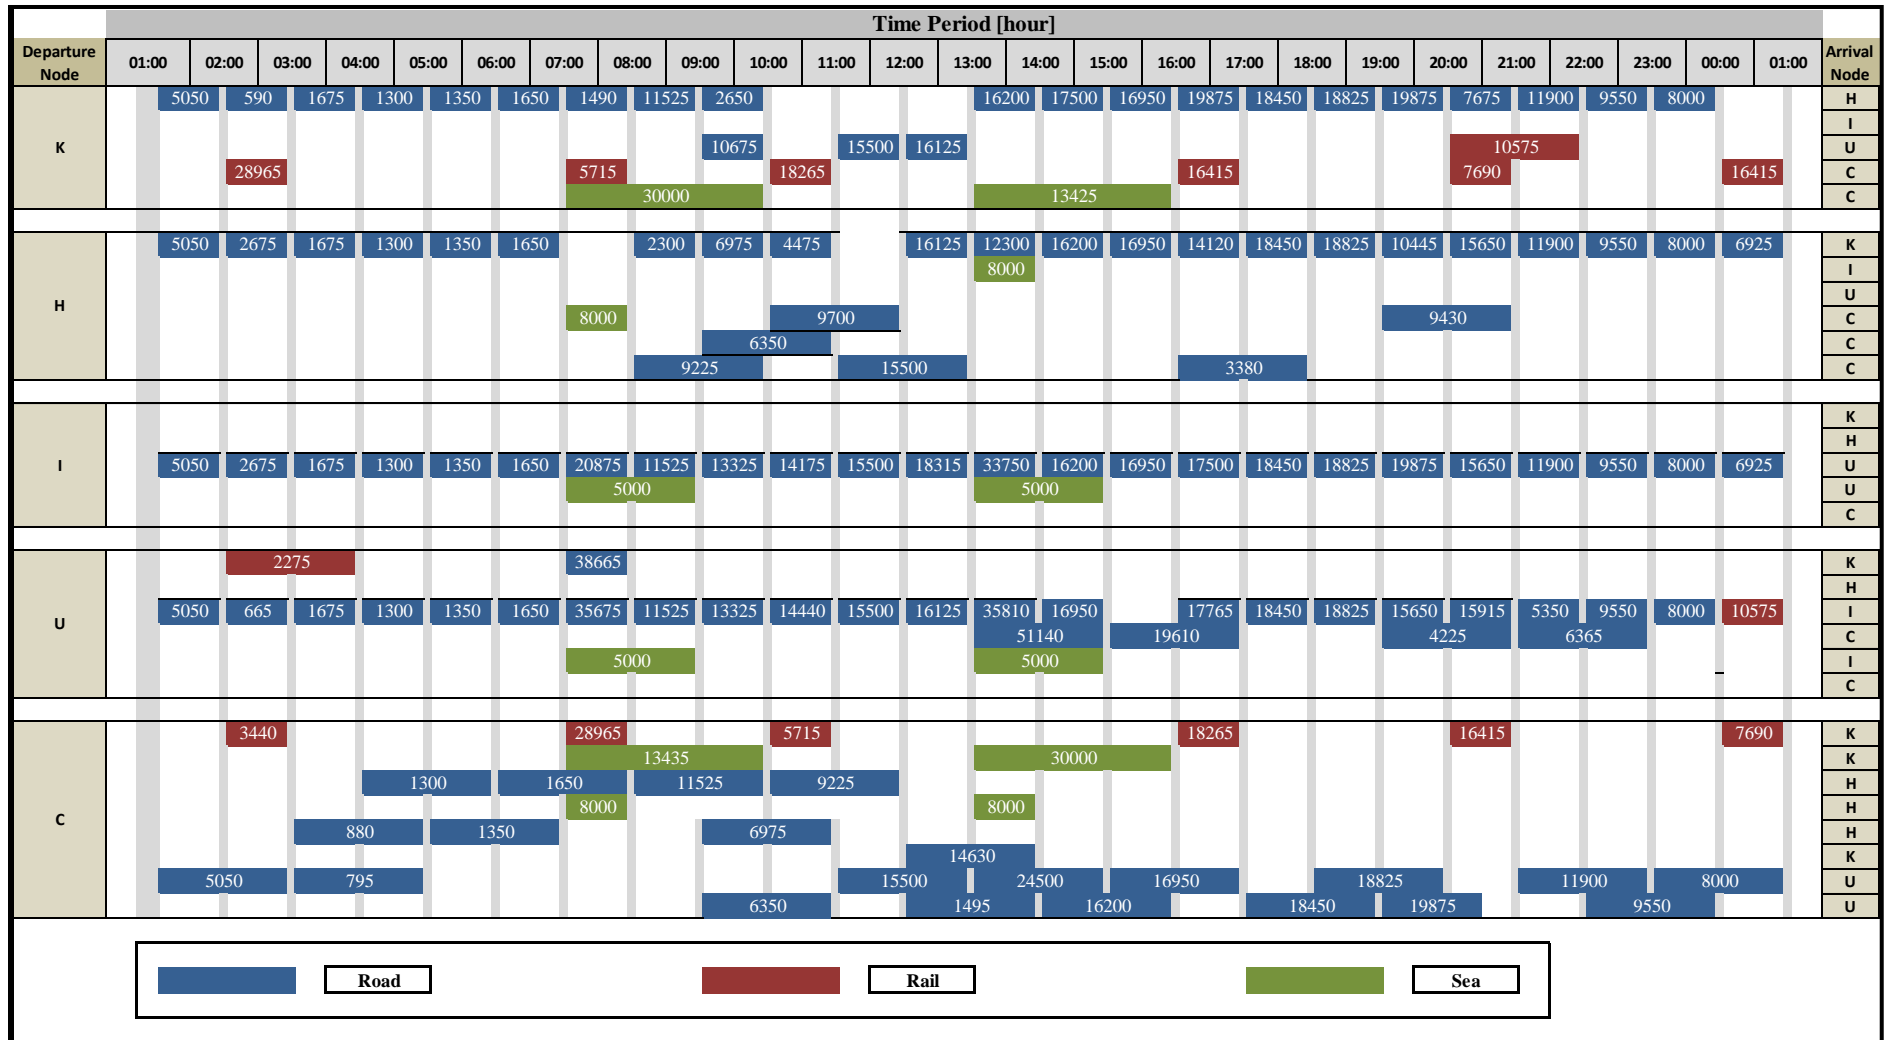 Time Period [hour]
Departure Node 01:00 02:00 03:00 04:00 05:00 06:00 07:00 08:00 09:00 10:00 11:00 12:00 13:00 14:00 15:00 16:00 17:00 18:00 19:00 20:00 21:00 22:00 23:00 00:00 01:00 Arrival Node
5050 590 1675 1300 1350 1650 1490 11525 2650 16200 17500 16950 19875 18450 18825 19875 7675 11900 9550 8000 H
I
K 10675 15500 16125 10575 U
28965 5715 18265 16415 7690 16415 C
30000 13425 C
5050 2675 1675 1300 1350 1650 2300 6975 4475 16125 12300 16200 16950 14120 18450 18825 10445 15650 11900 9550 8000 6925 K
8000 I
H U
8000 9700 9430 C
6350 C
9225 15500 3380 C
K
H
I 5050 2675 1675 1300 1350 1650 20875 11525 13325 14175 15500 18315 33750 16200 16950 17500 18450 18825 19875 15650 11900 9550 8000 6925 U
5000 5000 U
C
2275 38665 K
H
U 5050 665 1675 1300 1350 1650 35675 11525 13325 14440 15500 16125 35810 16950 17765 18450 18825 15650 15915 5350 9550 8000 10575 I
51140 19610 4225 6365 C
5000 5000 I
C
3440 28965 5715 18265 16415 7690 K
13435 30000 K
1300 1650 11525 9225 H
C 8000 8000 H
880 1350 6975 H
14630 K
5050 795 15500 24500 16950 18825 11900 8000 U
6350 1495 16200 18450 19875 9550 U
Road Rail Sea